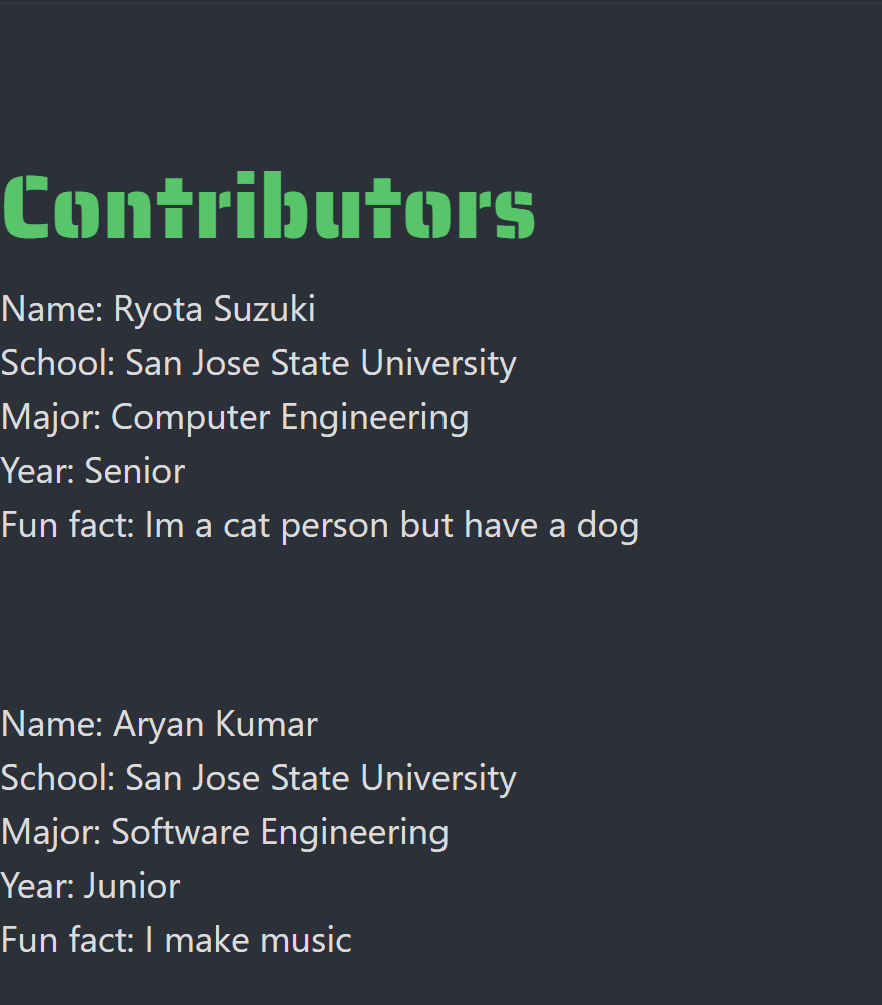 Contributors
Name: Ryota Suzuki
School: San Jose State University
Major: Computer Engineering
Year: Senior
Fun fact: Im a cat person but have a dog
Name: Aryan Kumar
School: San Jose State University
Major: Software Engineering
Year: Junior
Fun fact: I make music